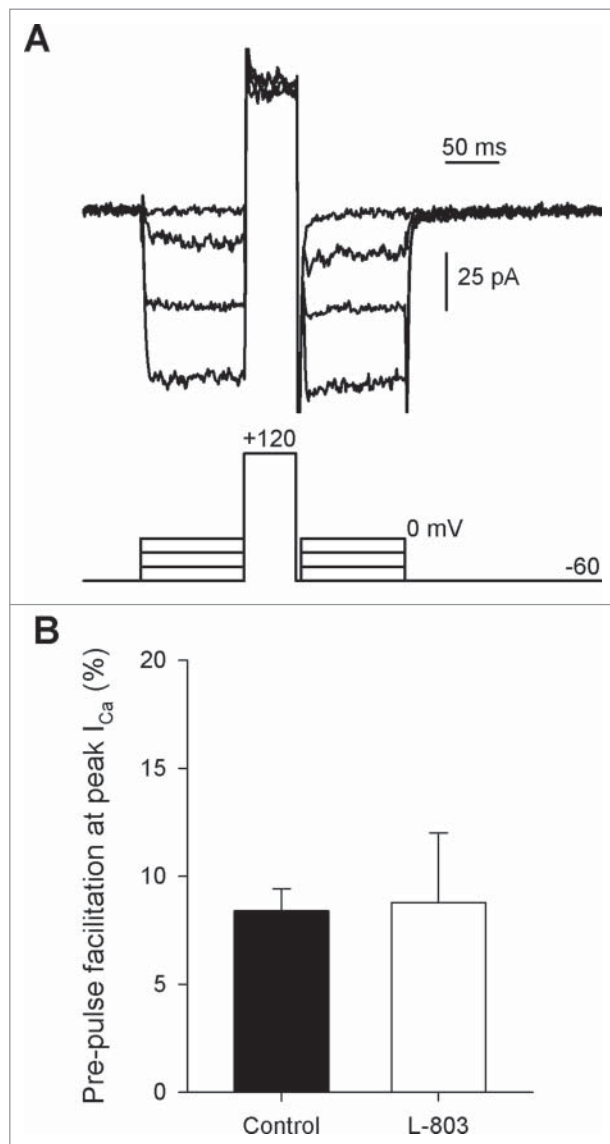 A
50 ms
25 pA
+120
0 mV
-60
B
Pre-pulse facilitation at peak I_Ca (%)
20
15
10
5
0
Control
L-803